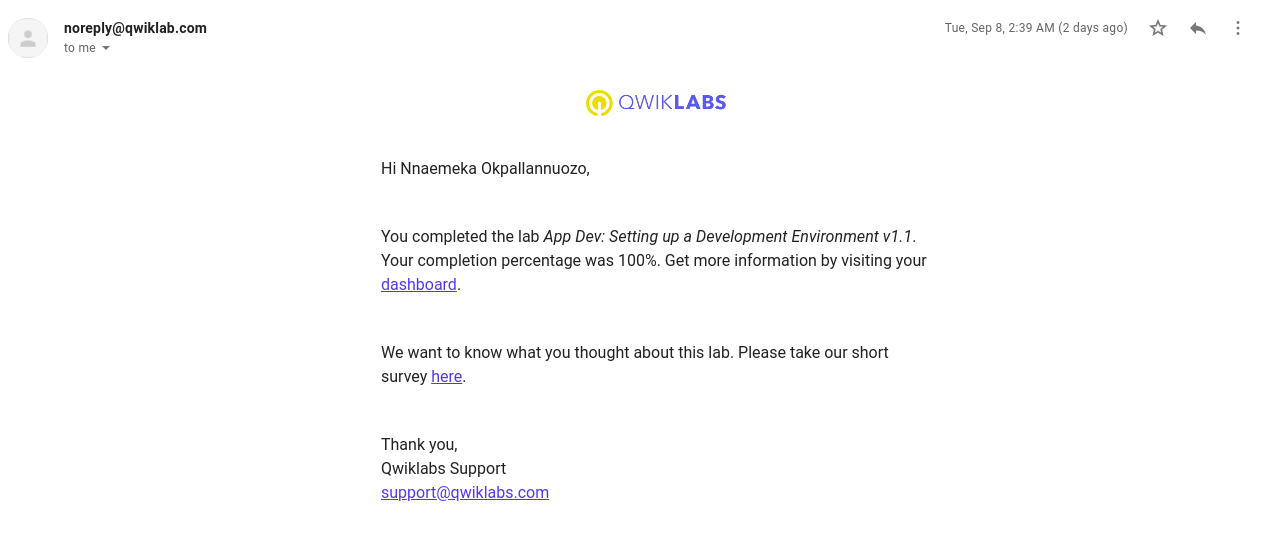 noreply@qwiklab.com
Tue, Sep 8, 2:39 AM (2 days ago)
to me
QWIKLABS
Hi Nnaemeka Okpallannuozo,
You completed the lab App Dev: Setting up a Development Environment v1.1.
Your completion percentage was 100%. Get more information by visiting your
dashboard.
We want to know what you thought about this lab. Please take our short
survey here.
Thank you,
Qwiklabs Support
support@qwiklabs.com